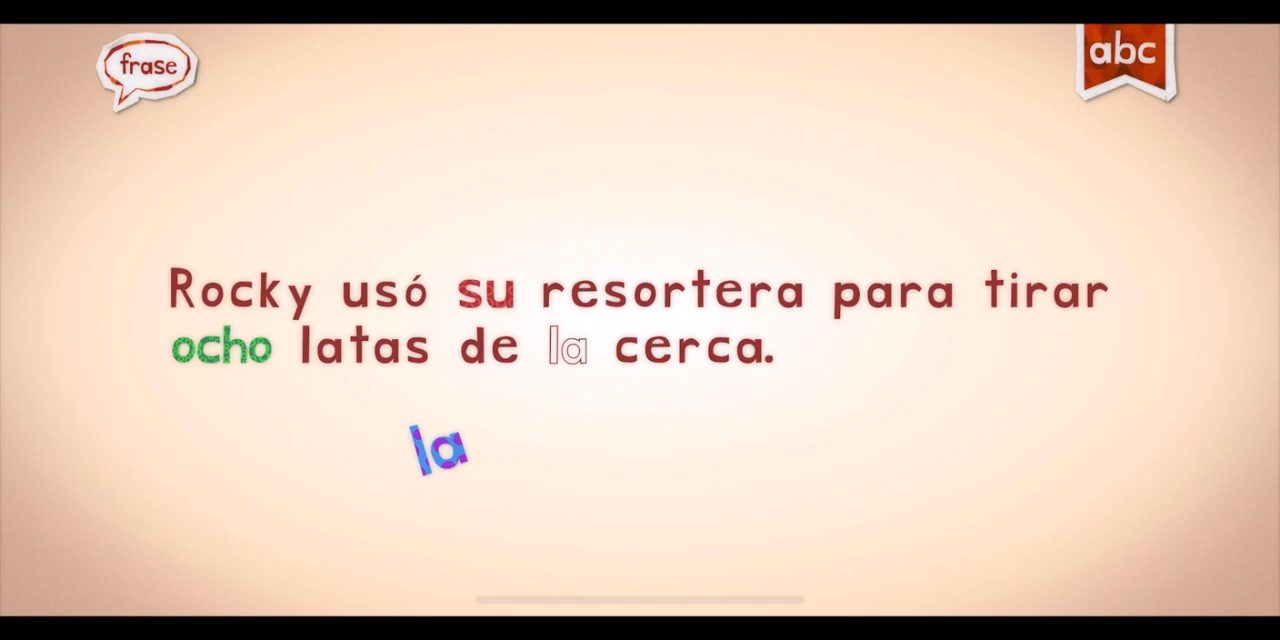 frase
abc
Rocky usó su resortera para tirar
ocho latas de la cerca.
la